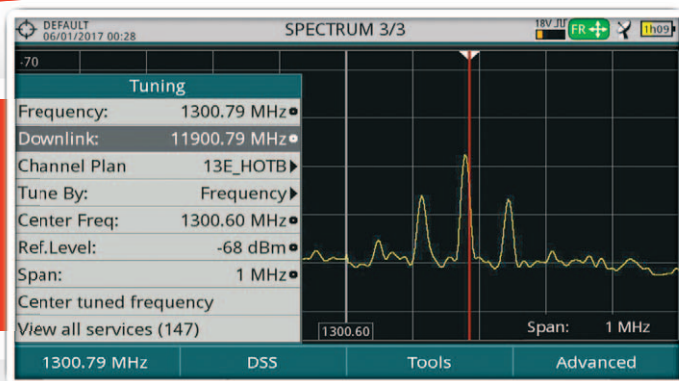 DEFAULT
06/01/2017 00:28
SPECTRUM 3/3
18V
FR
1h09
-70
Tuning
Frequency: 1300.79 MHz
Downlink: 11900.79 MHz
Channel Plan 13E_HOTB
Tune By: Frequency
Center Freq: 1300.60 MHz
Ref.Level: -68 dBm
Span: 1 MHz
Center tuned frequency
View all services (147)
1300.60
Span: 1 MHz
1300.79 MHz
DSS
Tools
Advanced